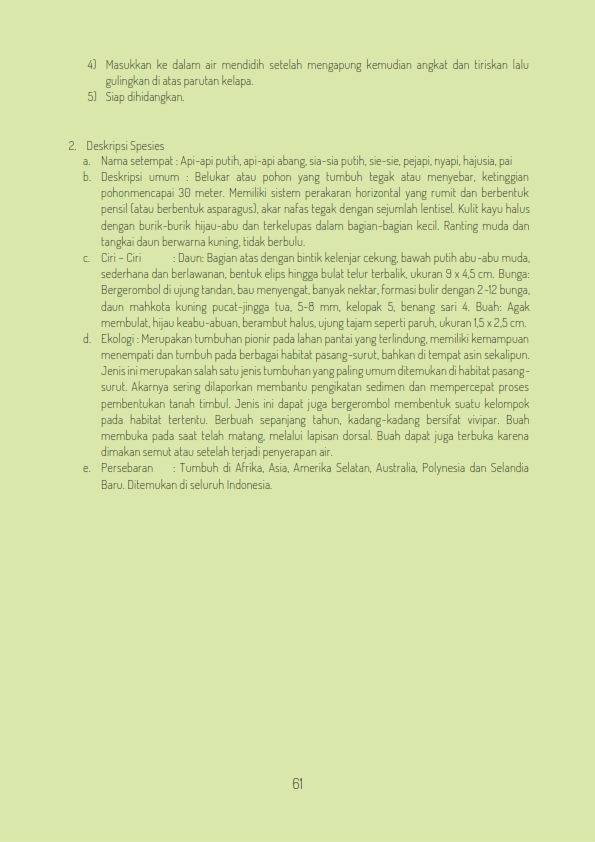 4) Masukkan ke dalam air mendidih setelah mengapung kemudian angkat dan tiriskan lalu
gulingkan di atas parutan kelapa.
5) Siap dihidangkan.
2. Deskripsi Spesies
a. Nama setempat : Api-api putih, api-api abang, sia-sia putih, sie-sie, pejapi, nyapi, hajusia, pai
b. Deskripsi umum : Belukar atau pohon yang tumbuh tegak atau menyebar, ketinggian
pohonmencapai 30 meter. Memiliki sistem perakaran horizontal yang rumit dan berbentuk
pensil (atau berbentuk asparagus), akar nafas tegak dengan sejumlah lentisel. Kulit kayu halus
dengan burik-burik hijau-abu dan terkelupas dalam bagian-bagian kecil. Ranting muda dan
tangkai daun berwarna kuning, tidak berbulu.
c. Ciri – Ciri : Daun: Bagian atas dengan bintik kelenjar cekung, bawah putih abu-abu muda,
sederhana dan berlawanan, bentuk elips hingga bulat telur terbalik, ukuran 9 x 4,5 cm. Bunga:
Bergerombol di ujung tandan, bau menyengat, banyak nektar, formasi bulir dengan 2-12 bunga,
daun mahkota kuning pucat-jingga tua, 5-8 mm, kelopak 5, benang sari 4. Buah: Agak
membulat, hijau keabu-abuan, berambut halus, ujung tajam seperti paruh, ukuran 1,5 x 2,5 cm.
d. Ekologi : Merupakan tumbuhan pionir pada lahan pantai yang terlindung, memiliki kemampuan
menempati dan tumbuh pada berbagai habitat pasang-surut, bahkan di tempat asin sekalipun.
Jenis ini merupakan salah satu jenis tumbuhan yang paling umum ditemukan di habitat pasang-
surut. Akarnya sering dilaporkan membantu pengikatan sedimen dan mempercepat proses
pembentukan tanah timbul. Jenis ini dapat juga bergerombol membentuk suatu kelompok
pada habitat tertentu. Berbuah sepanjang tahun, kadang-kadang bersifat vivipar. Buah
membuka pada saat telah matang, melalui lapisan dorsal. Buah dapat juga terbuka karena
dimakan semut atau setelah terjadi penyerapan air.
e. Persebaran : Tumbuh di Afrika, Asia, Amerika Selatan, Australia, Polynesia dan Selandia
Baru. Ditemukan di seluruh Indonesia.
61